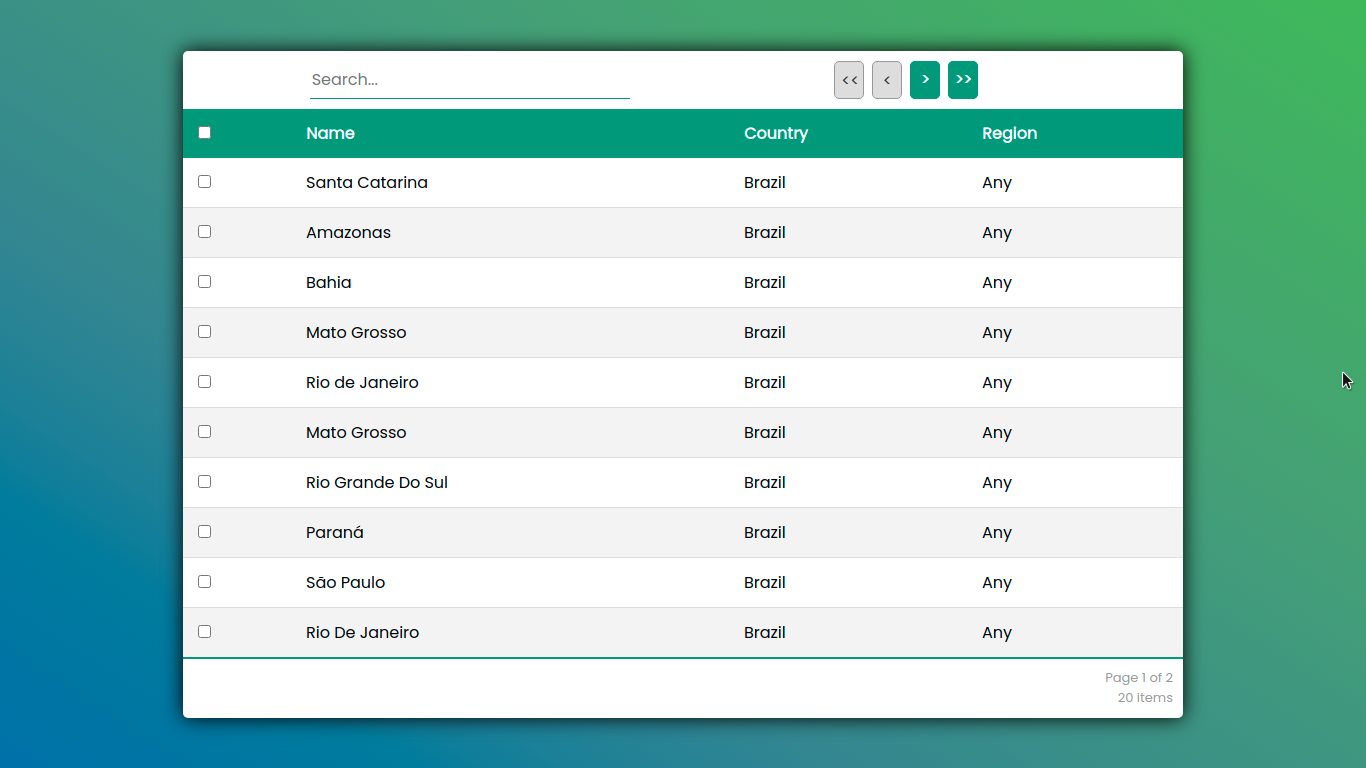 Search...
<< < > >>
Name Country Region
Santa Catarina Brazil Any
Amazonas Brazil Any
Bahia Brazil Any
Mato Grosso Brazil Any
Rio de Janeiro Brazil Any
Mato Grosso Brazil Any
Rio Grande Do Sul Brazil Any
Paraná Brazil Any
São Paulo Brazil Any
Rio De Janeiro Brazil Any
Page 1 of 2
20 items